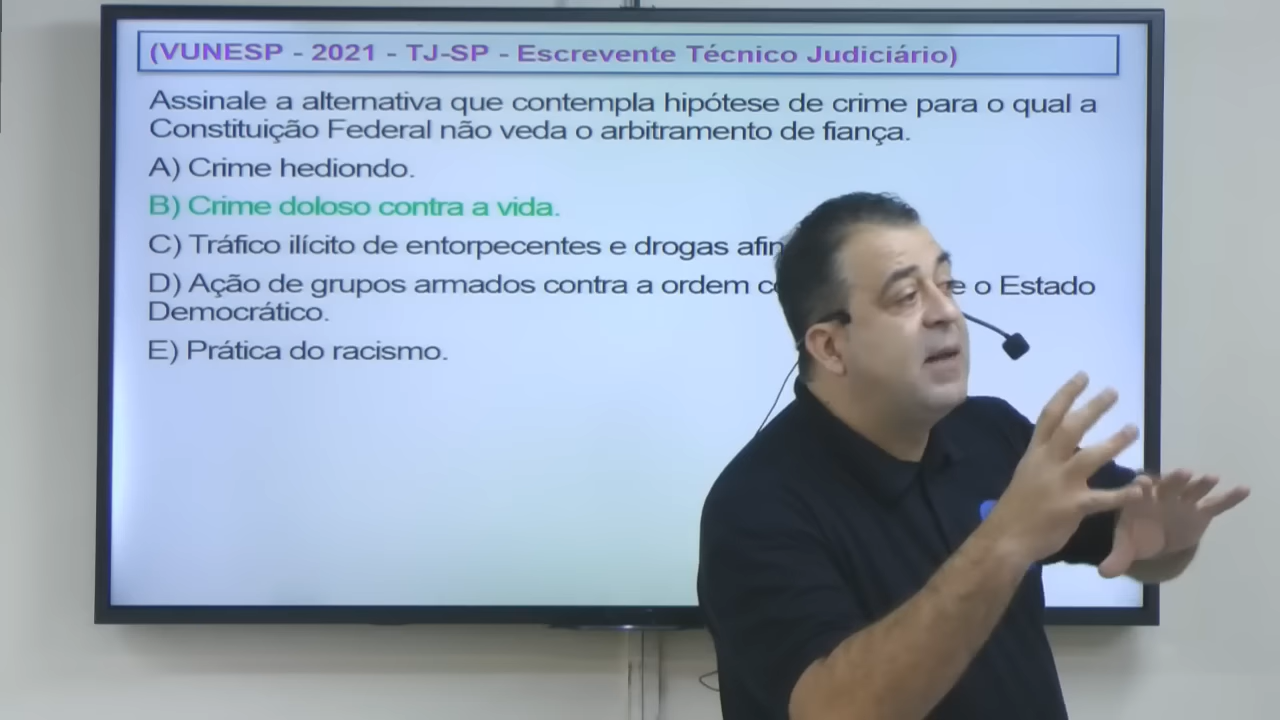 (VUNESP - 2021 - TJ-SP - Escrevente Técnico Judiciário)
Assinale a alternativa que contempla hipótese de crime para o qual a
Constituição Federal não veda o arbitramento de fiança.
A) Crime hediondo.
B) Crime doloso contra a vida.
C) Tráfico ilícito de entorpecentes e drogas
D) Ação de grupos armados contra a ordem e o Estado
Democrático.
E) Prática do racismo.